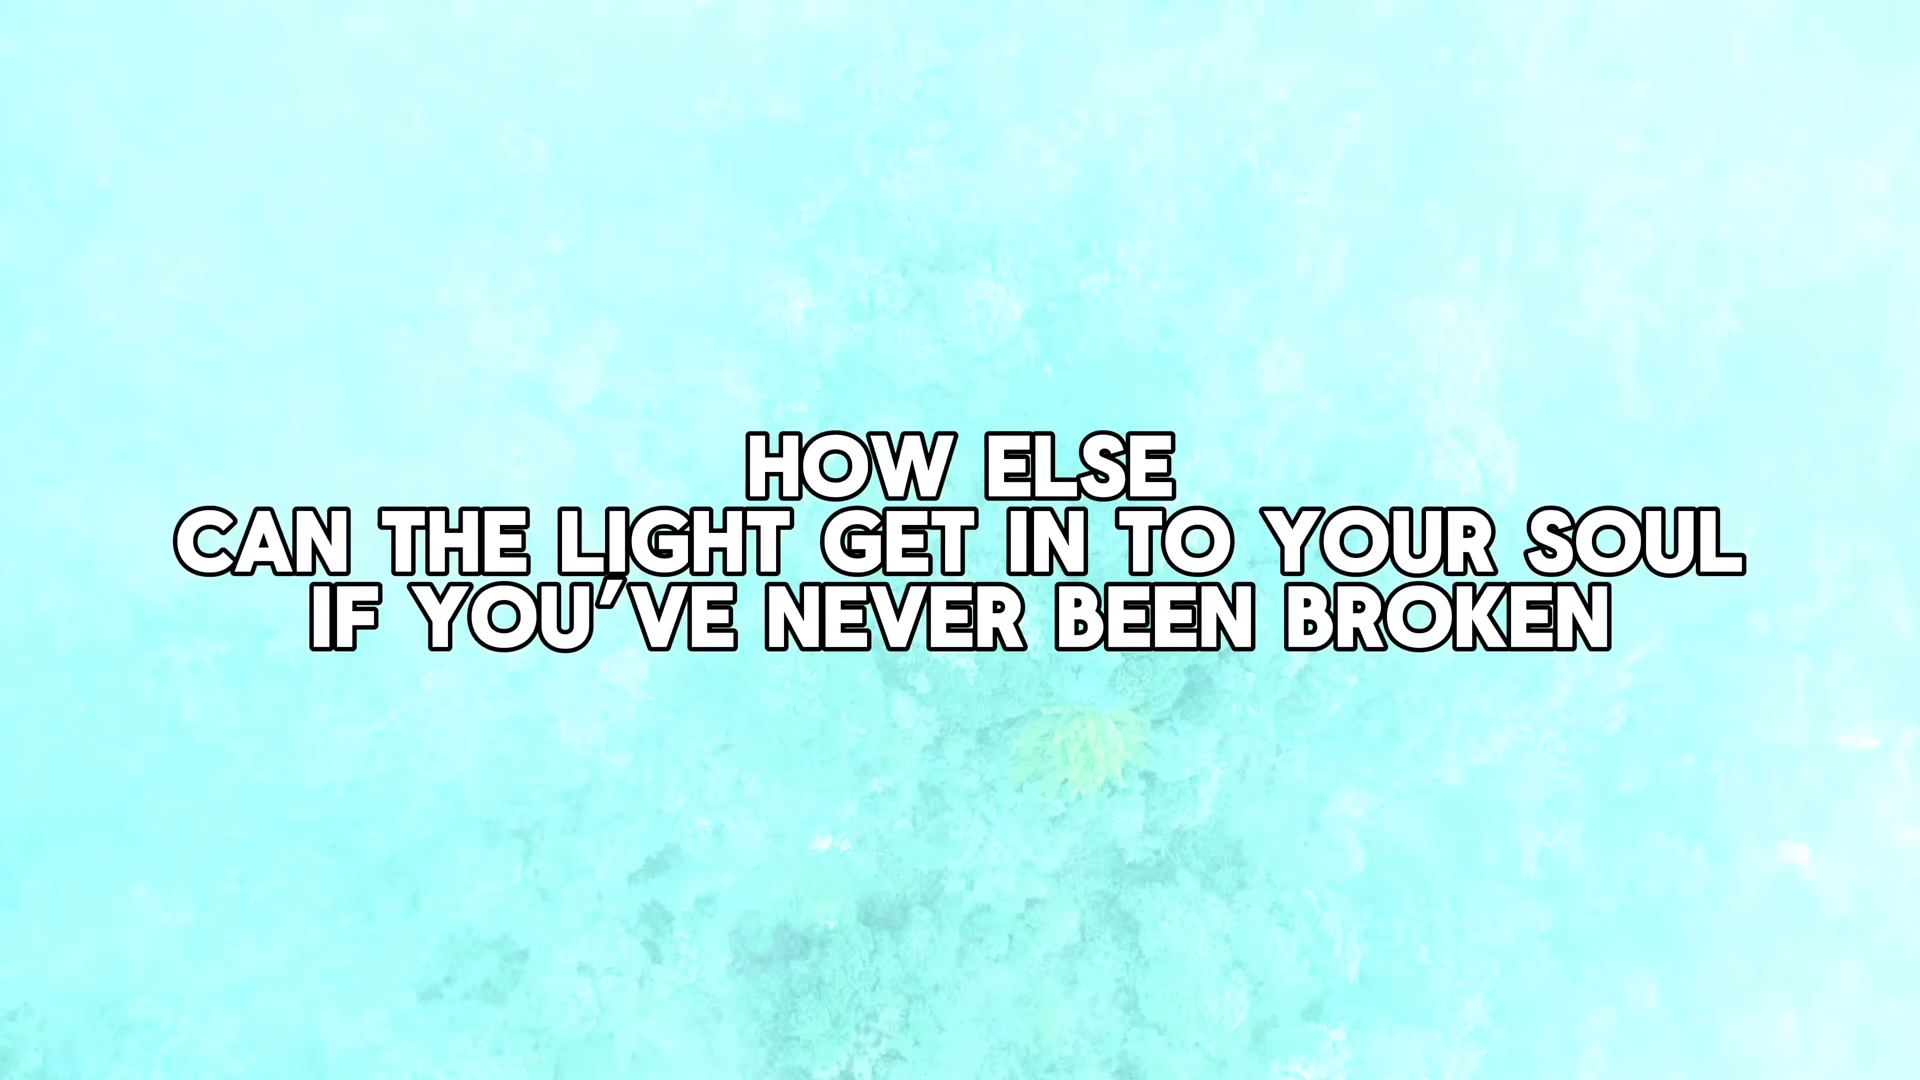 HOW ELSE
CAN THE LIGHT GET IN TO YOUR SOUL
IF YOU'VE NEVER BEEN BROKEN